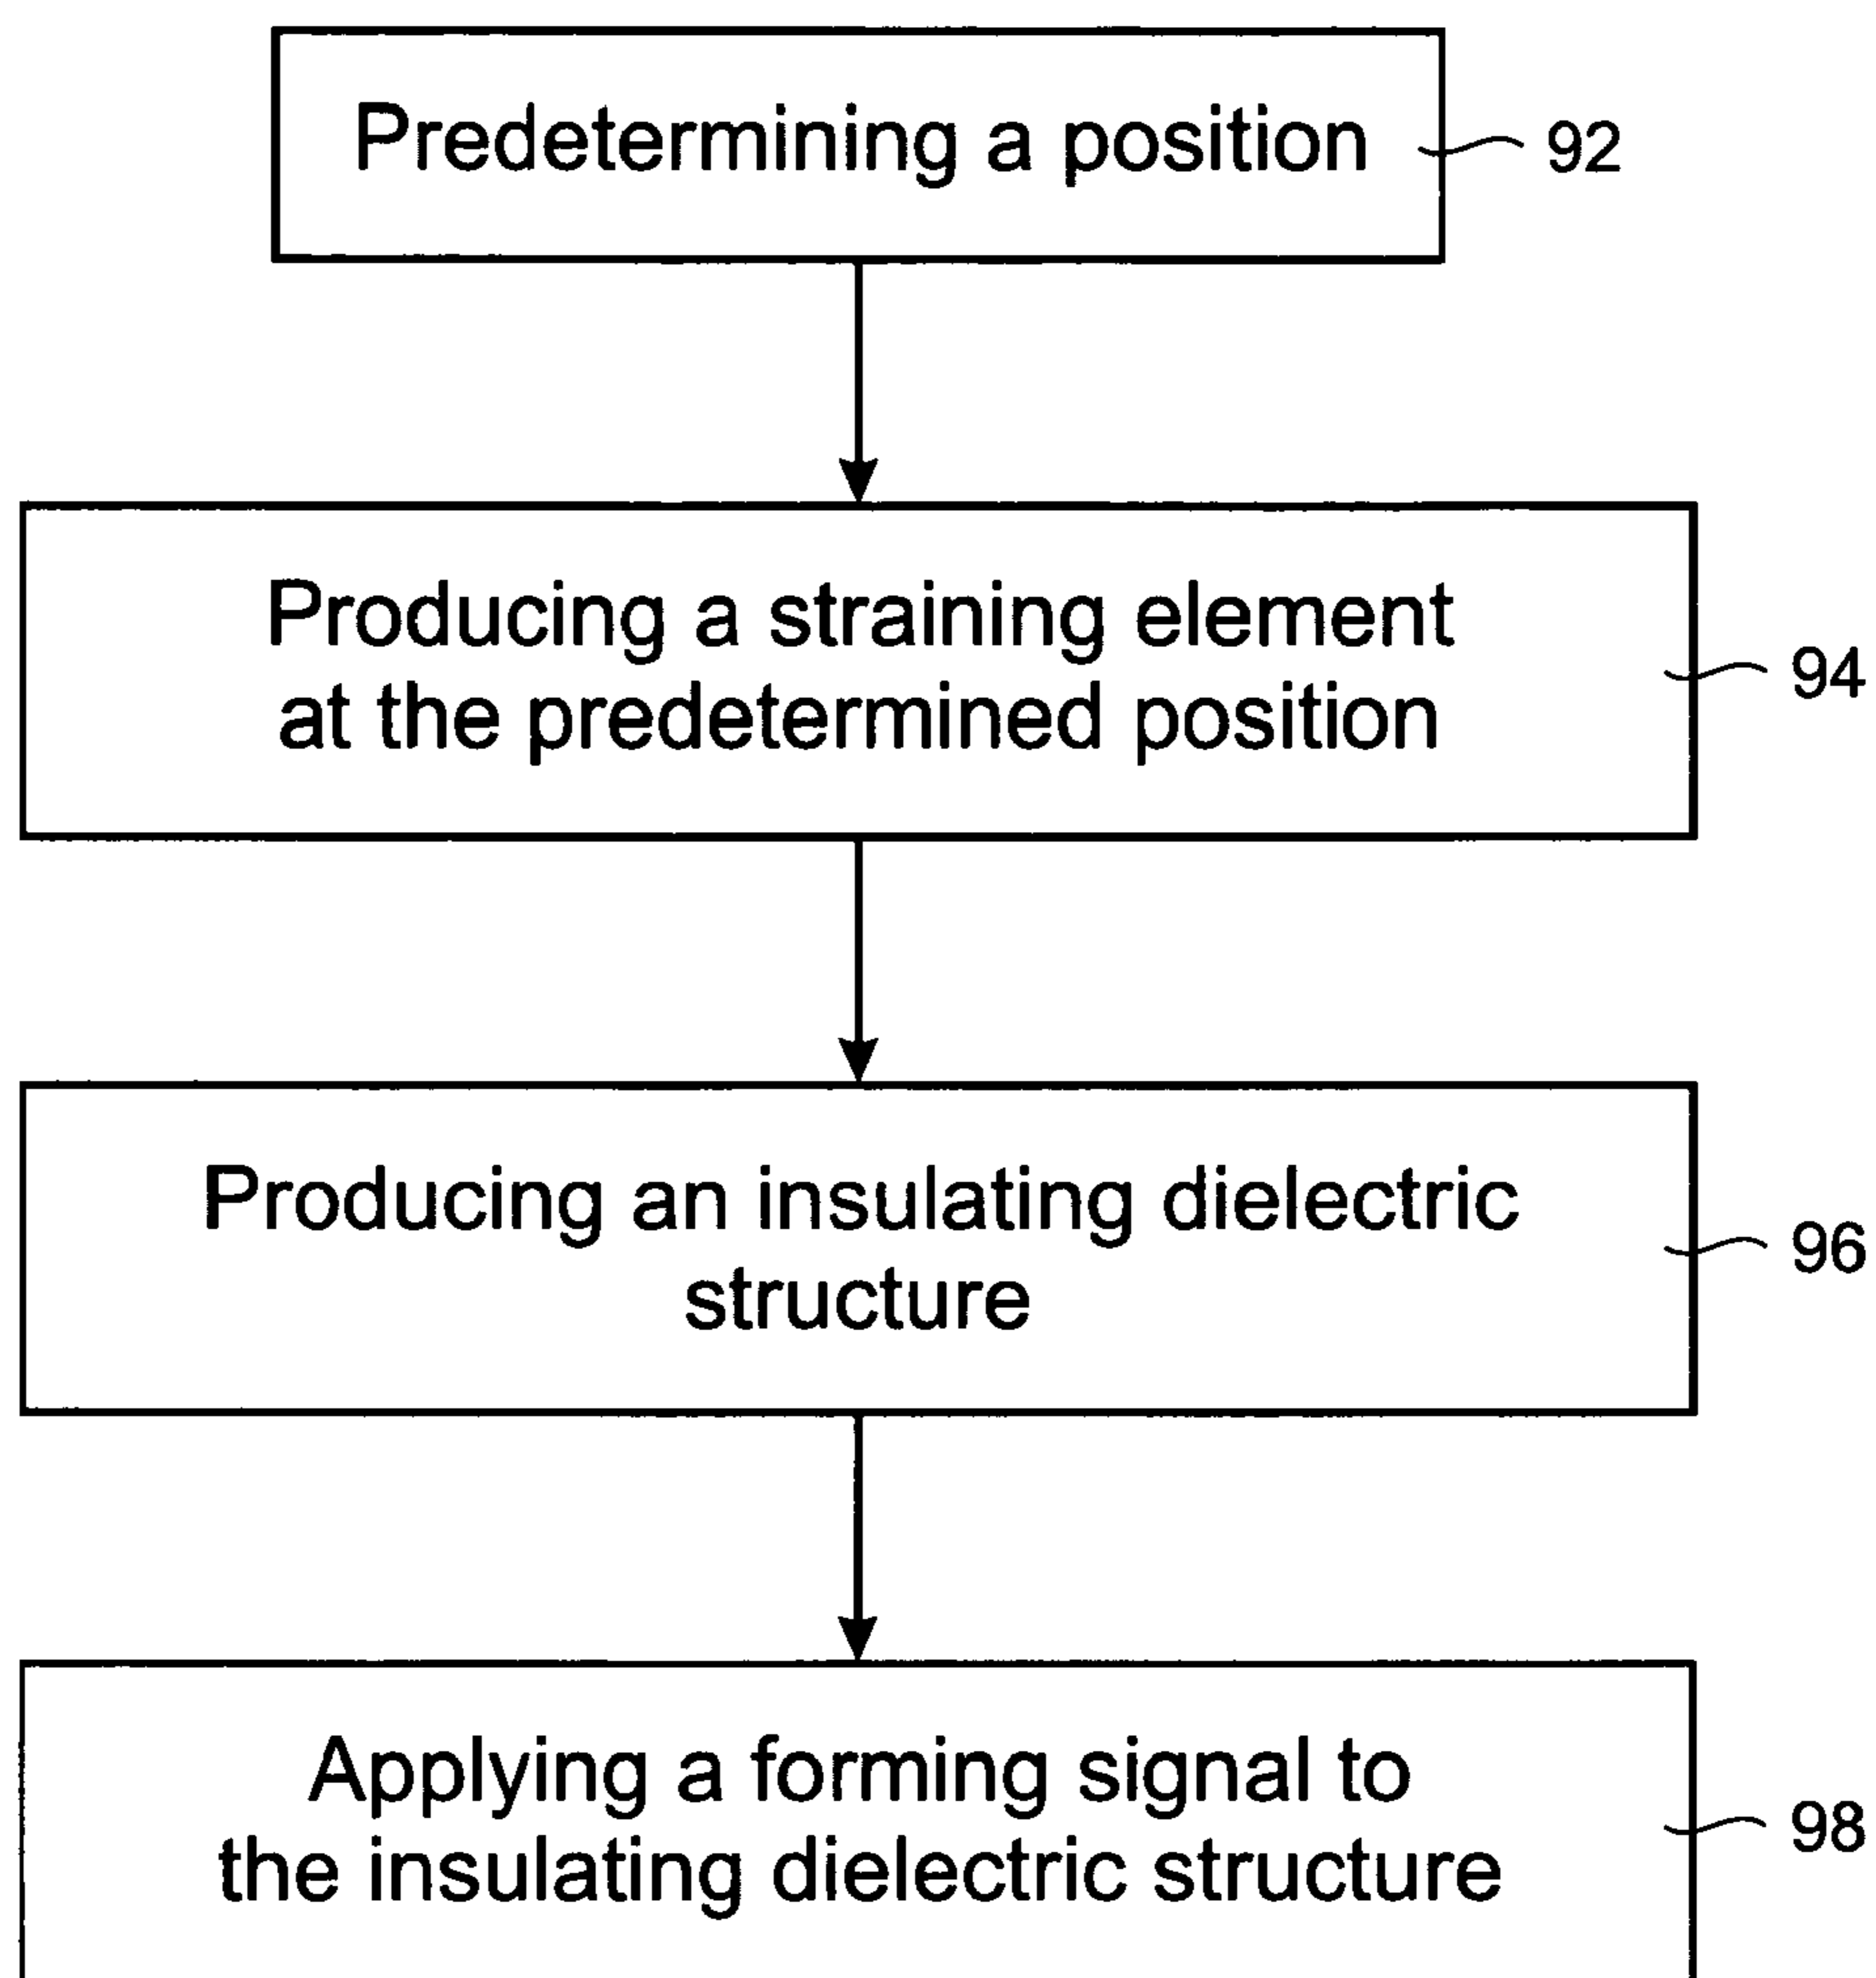 Predetermining a position
92
Producing a straining element
at the predetermined position
94
Producing an insulating dielectric
structure
96
Applying a forming signal to
the insulating dielectric structure
98